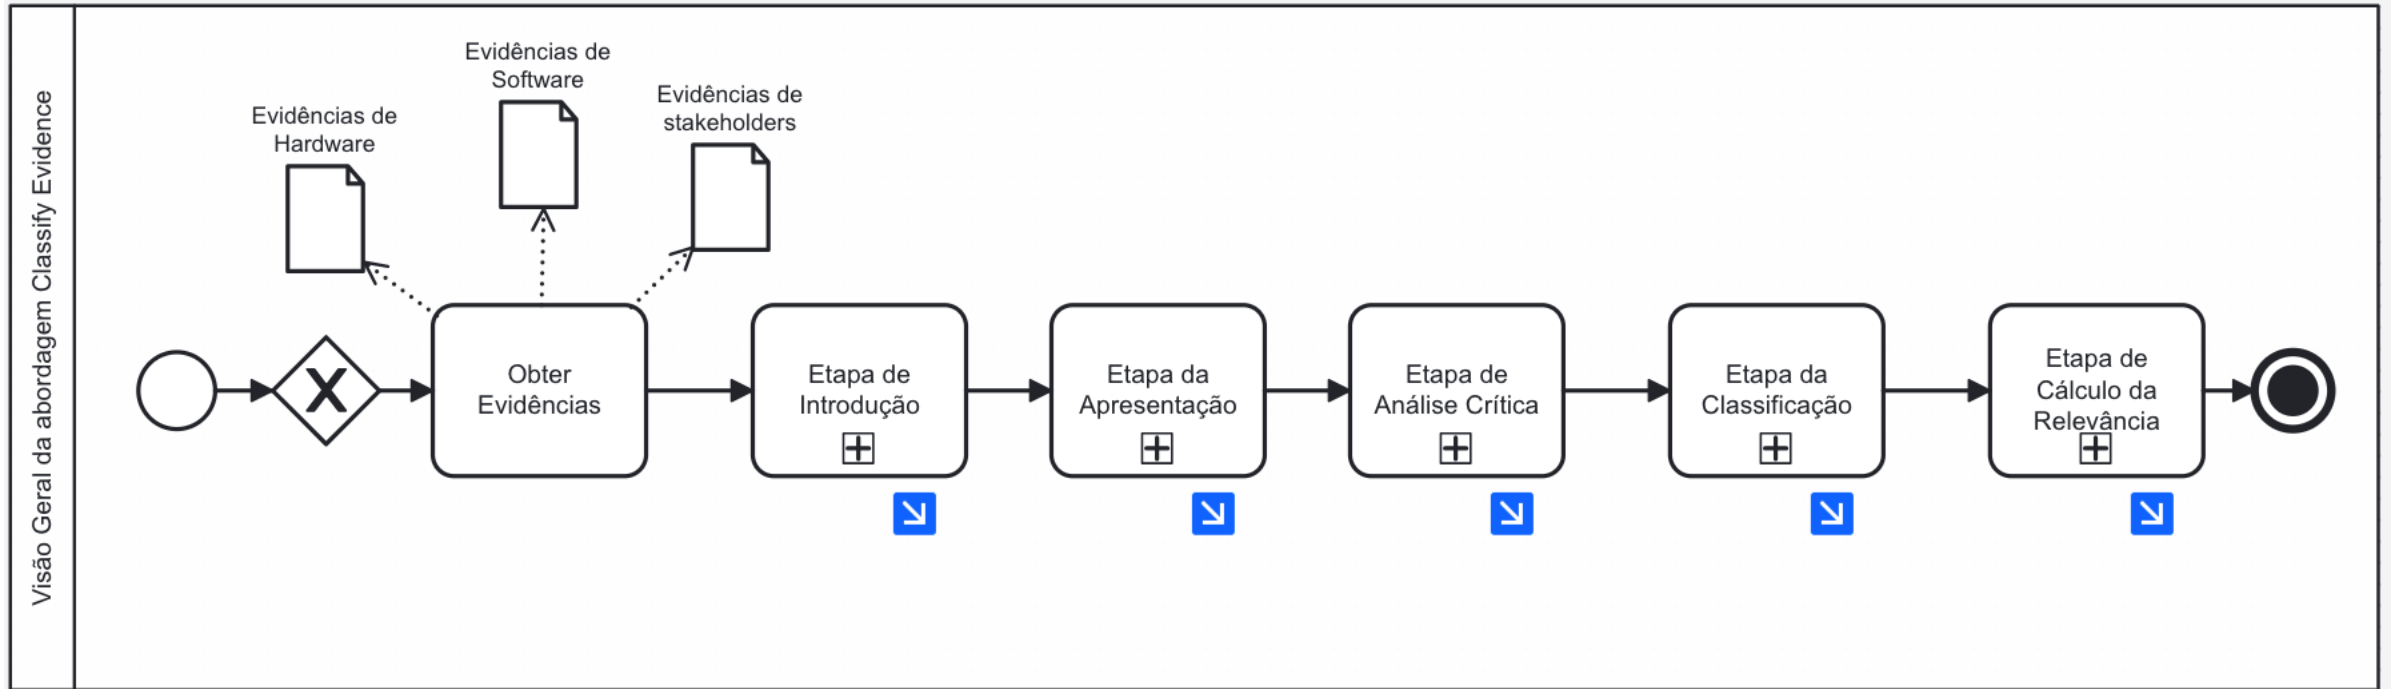 Visão Geral da abordagem Classify Evidence
Evidências de
Hardware
Evidências de
Software
Evidências de
stakeholders
Obter
Evidências
Etapa de
Introdução
Etapa da
Apresentação
Etapa de
Análise Crítica
Etapa da
Classificação
Etapa de
Cálculo da
Relevância